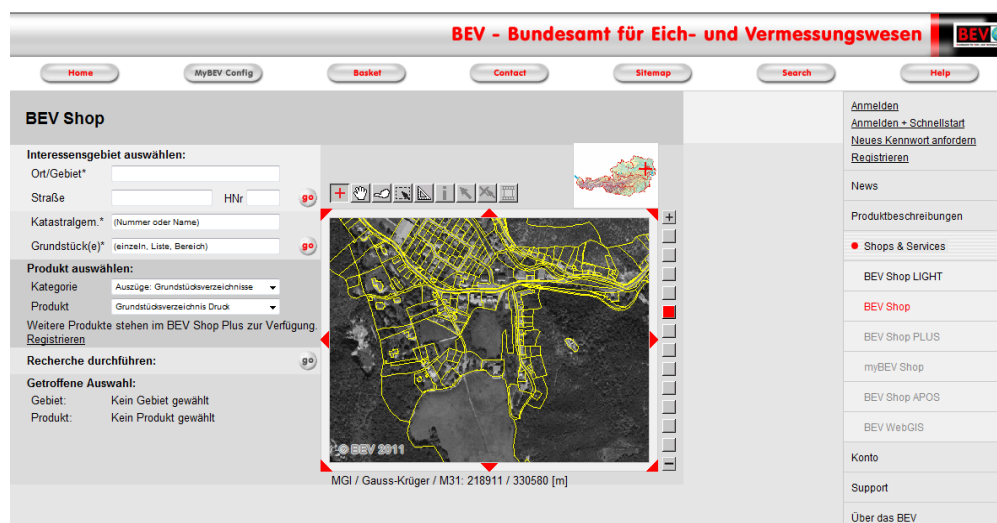 BEV - Bundesamt für Eich- und Vermessungswesen
BEV
Home
MyBEV Config
Basket
Contact
Sitemap
Search
Help
BEV Shop
Interessensgebiet auswählen:
Ort/Gebiet*
Straße
HNr
go
Katastralgem.*
(Nummer oder Name)
Grundstück(e)*
(einzeln, Liste, Bereich)
go
Produkt auswählen:
Kategorie
Auszüge: Grundstücksverzeichnisse
Produkt
Grundstücksverzeichnis Druck
Weitere Produkte stehen im BEV Shop Plus zur Verfügung.
Registrieren
Recherche durchführen:
go
Getroffene Auswahl:
Gebiet:
Kein Gebiet gewählt
Produkt:
Kein Produkt gewählt
© BEV 2011
MGI / Gauss-Krüger / M31: 218911 / 330580 [m]
Anmelden
Anmelden + Schnellstart
Neues Kennwort anfordern
Registrieren
News
Produktbeschreibungen
Shops & Services
BEV Shop LIGHT
BEV Shop
BEV Shop PLUS
myBEV Shop
BEV Shop APOS
BEV WebGIS
Konto
Support
Über das BEV